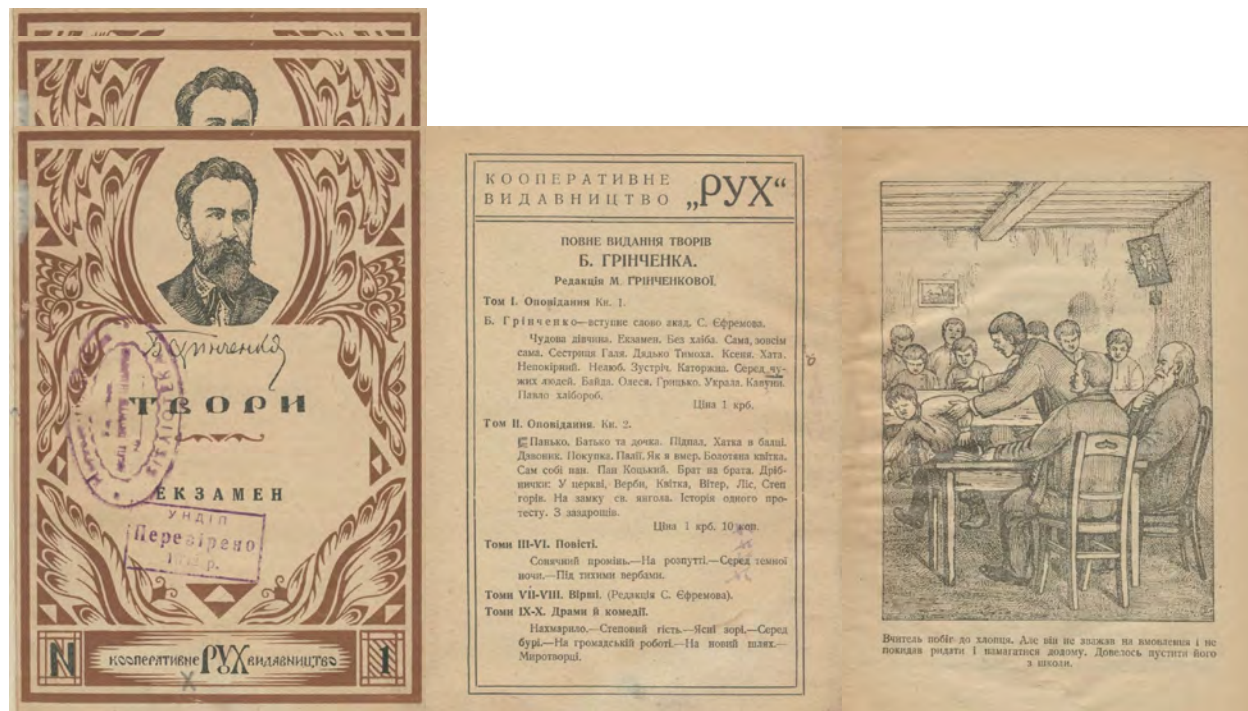 Б. Грінченко
ТВОРИ
ЕКЗАМЕН
УНДІП
Перевірено
р.
N КООПЕРАТИВНЕ РУХ ВИДАВНИЦТВО 1
КООПЕРАТИВНЕ
ВИДАВНИЦТВО „РУХ“
ПОВНЕ ВИДАННЯ ТВОРІВ
Б. ГРІНЧЕНКА.
Редакція М. ГРІНЧЕНКОВОЇ.
Том I. Оповідання Кн. 1.
Б. Грінченко—вступне слово акад. С. Єфремова.
Чудова дівчина. Екзамен. Без хліба. Сама, зовсім
сама. Сестриця Галя. Дядько Тимоха. Ксеня. Хата.
Непокірний. Нелюб. Зустріч. Каторжна. Серед чу-
жих людей. Байда. Олеся. Грицько. Украла. Кавуни.
Павло хлібороб.
Ціна 1 крб.
Том II. Оповідання. Кн. 2.
Панько. Батько та дочка. Підпал. Хатка в балці.
Дзвоник. Покупка. Палії. Як я вмер. Болотяна квітка.
Сам собі пан. Пан Коцький. Брат на брата. Дріб-
нички: У церкві, Верби, Квітка, Вітер, Ліс, Степ
горів. На замку св. янгола. Історія одного про-
тесту. З заздрощів.
Ціна 1 крб. 10 коп.
Томи III-VI. Повісті.
Сонячний промінь.—На розпутті.—Серед темної
ночи.—Під тихими вербами.
Томи VII-VIII. Вірші. (Редакція С. Єфремова).
Томи IX-X. Драми й комедії.
Нахмарило.—Степовий гість.—Ясні зорі.—Серед
бурі.—На громадській роботі.—На новий шлях.—
Миротворці.
Вчитель побіг до хлопця. Але він не зважав на вмовляння і не
покидав ридати і намагатися додому. Довелось пустити його
з школи.